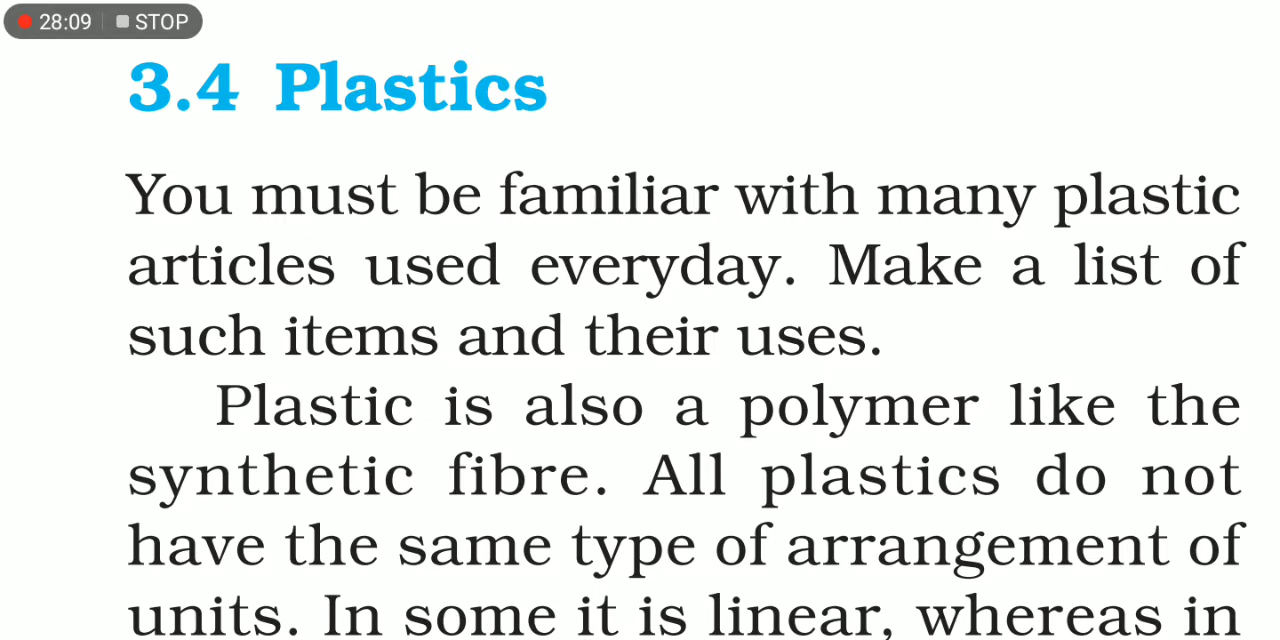 28:09 STOP
3.4 Plastics
You must be familiar with many plastic
articles used everyday. Make a list of
such items and their uses.
Plastic is also a polymer like the
synthetic fibre. All plastics do not
have the same type of arrangement of
units. In some it is linear, whereas in